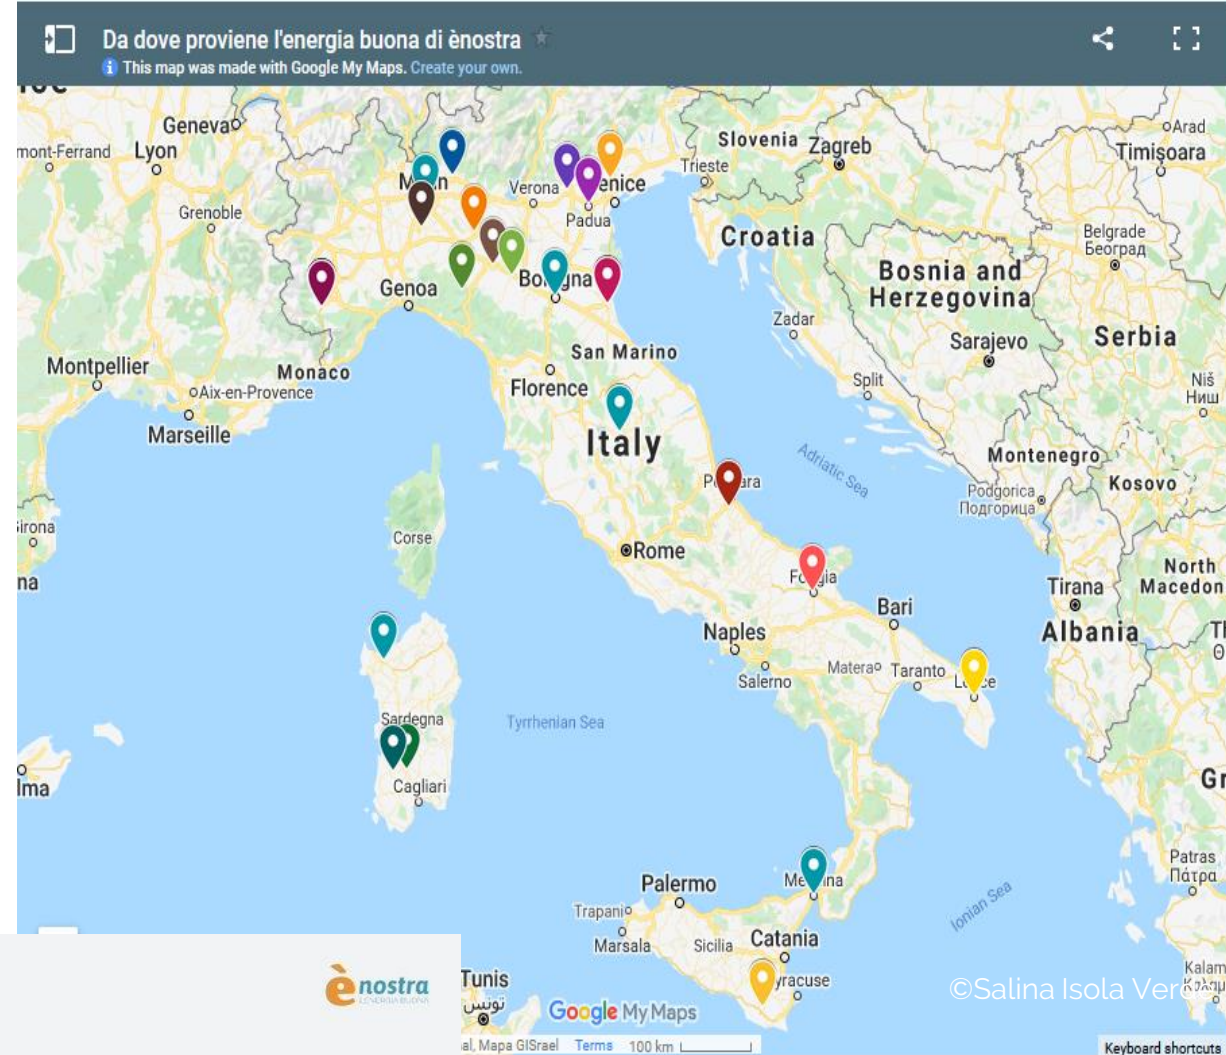 Da dove proviene l'energia buona di ènostra
This map was made with Google My Maps. Create your own.
Geneva
Lyon
mont-Ferrand
Grenoble
Verona
Padua
Slovenia
Zagreb
Trieste
Arad
Timișoara
Croatia
Belgrade
Београд
Bosnia and
Herzegovina
Genoa
Zadar
Sarajevo
Serbia
San Marino
Montpellier
Monaco
Aix-en-Provence
Florence
Split
Niš
Ниш
Marseille
Italy
Adriatic Sea
Montenegro
Podgorica
Подгорица
Kosovo
Corse
Rome
North
Macedon
Tirana
Albania
Bari
Naples
Salerno
Matera
Taranto
Sardegna
Tyrrhenian Sea
Cagliari
Palermo
Trapani
Marsala
Sicilia
Catania
Ionian Sea
Patras
Πάτρα
Tunis
تونس
ènostra
Google My Maps
©Salina Isola Verde
Mapa GISrael
Terms
100 km
Keyboard shortcuts